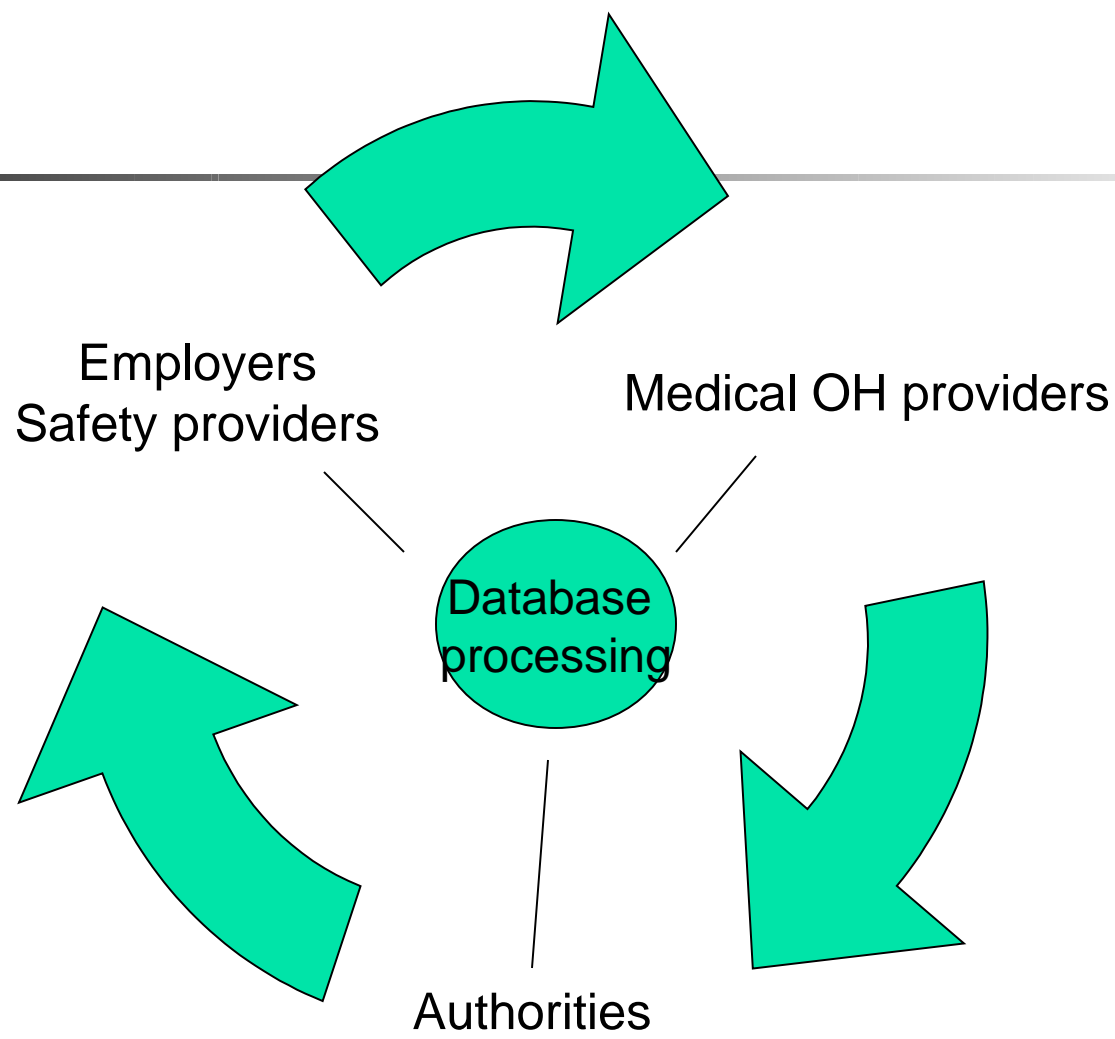 Employers
Safety providers
Medical OH providers
Database
processing
Authorities